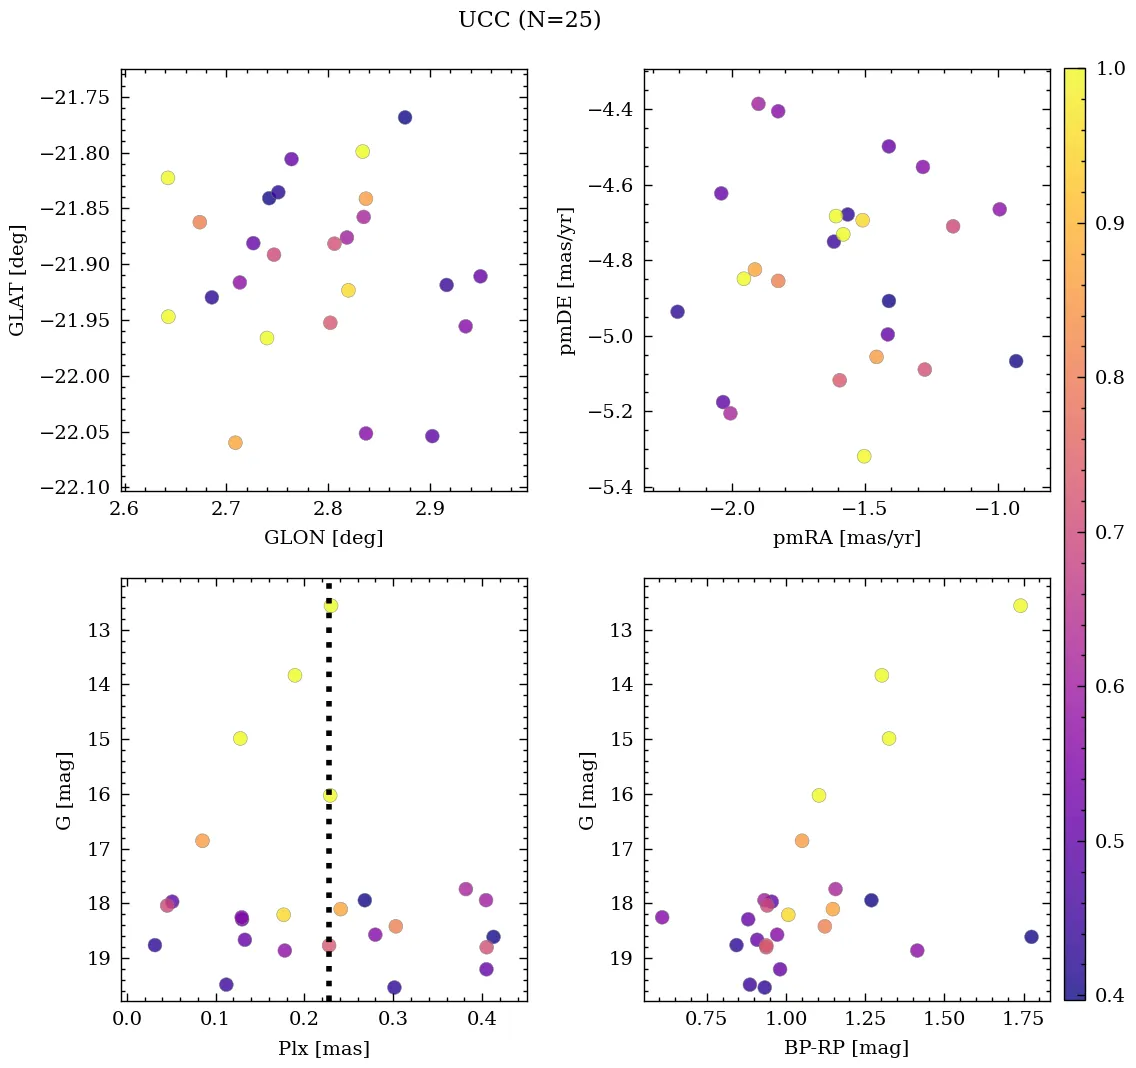 UCC (N=25)
−21.75
−21.80
−21.85
−21.90
−21.95
−22.00
−22.05
−22.10
GLAT [deg]
2.6 2.7 2.8 2.9
GLON [deg]
−4.4
−4.6
−4.8
−5.0
−5.2
−5.4
pmDE [mas/yr]
−2.0 −1.5 −1.0
pmRA [mas/yr]
1.0
0.9
0.8
0.7
0.6
0.5
0.4
13
14
15
16
17
18
19
G [mag]
0.0 0.1 0.2 0.3 0.4
Plx [mas]
13
14
15
16
17
18
19
G [mag]
0.75 1.00 1.25 1.50 1.75
BP-RP [mag]